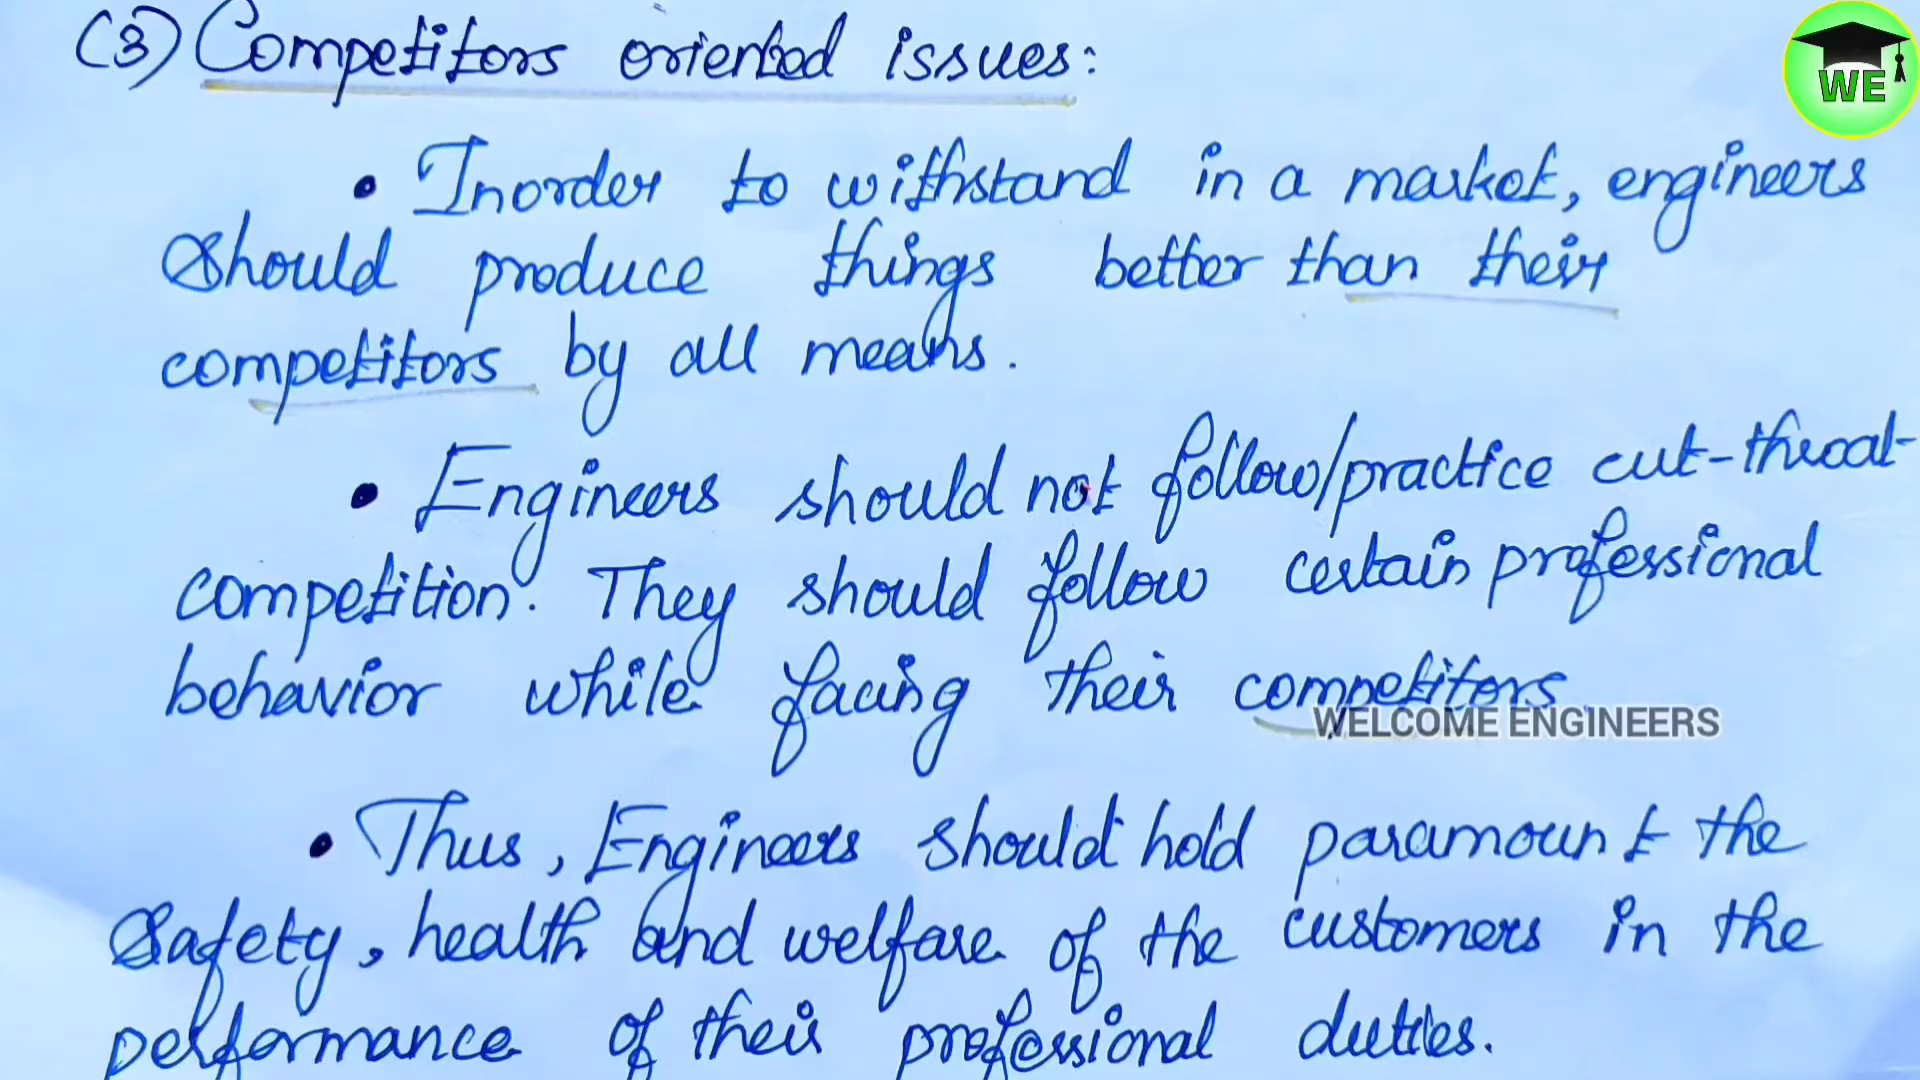 (3) Competitors oriented issues:
WE
• Inorder to withstand in a market, engineers
should produce things better than their
competitors by all means.
• Engineers should not follow/practice cut-throat-
competition. They should follow certain professional
behavior while facing their competitors.
WELCOME ENGINEERS
• Thus, Engineers should hold paramount the
Safety, health and welfare of the customers in the
performance of their professional duties.